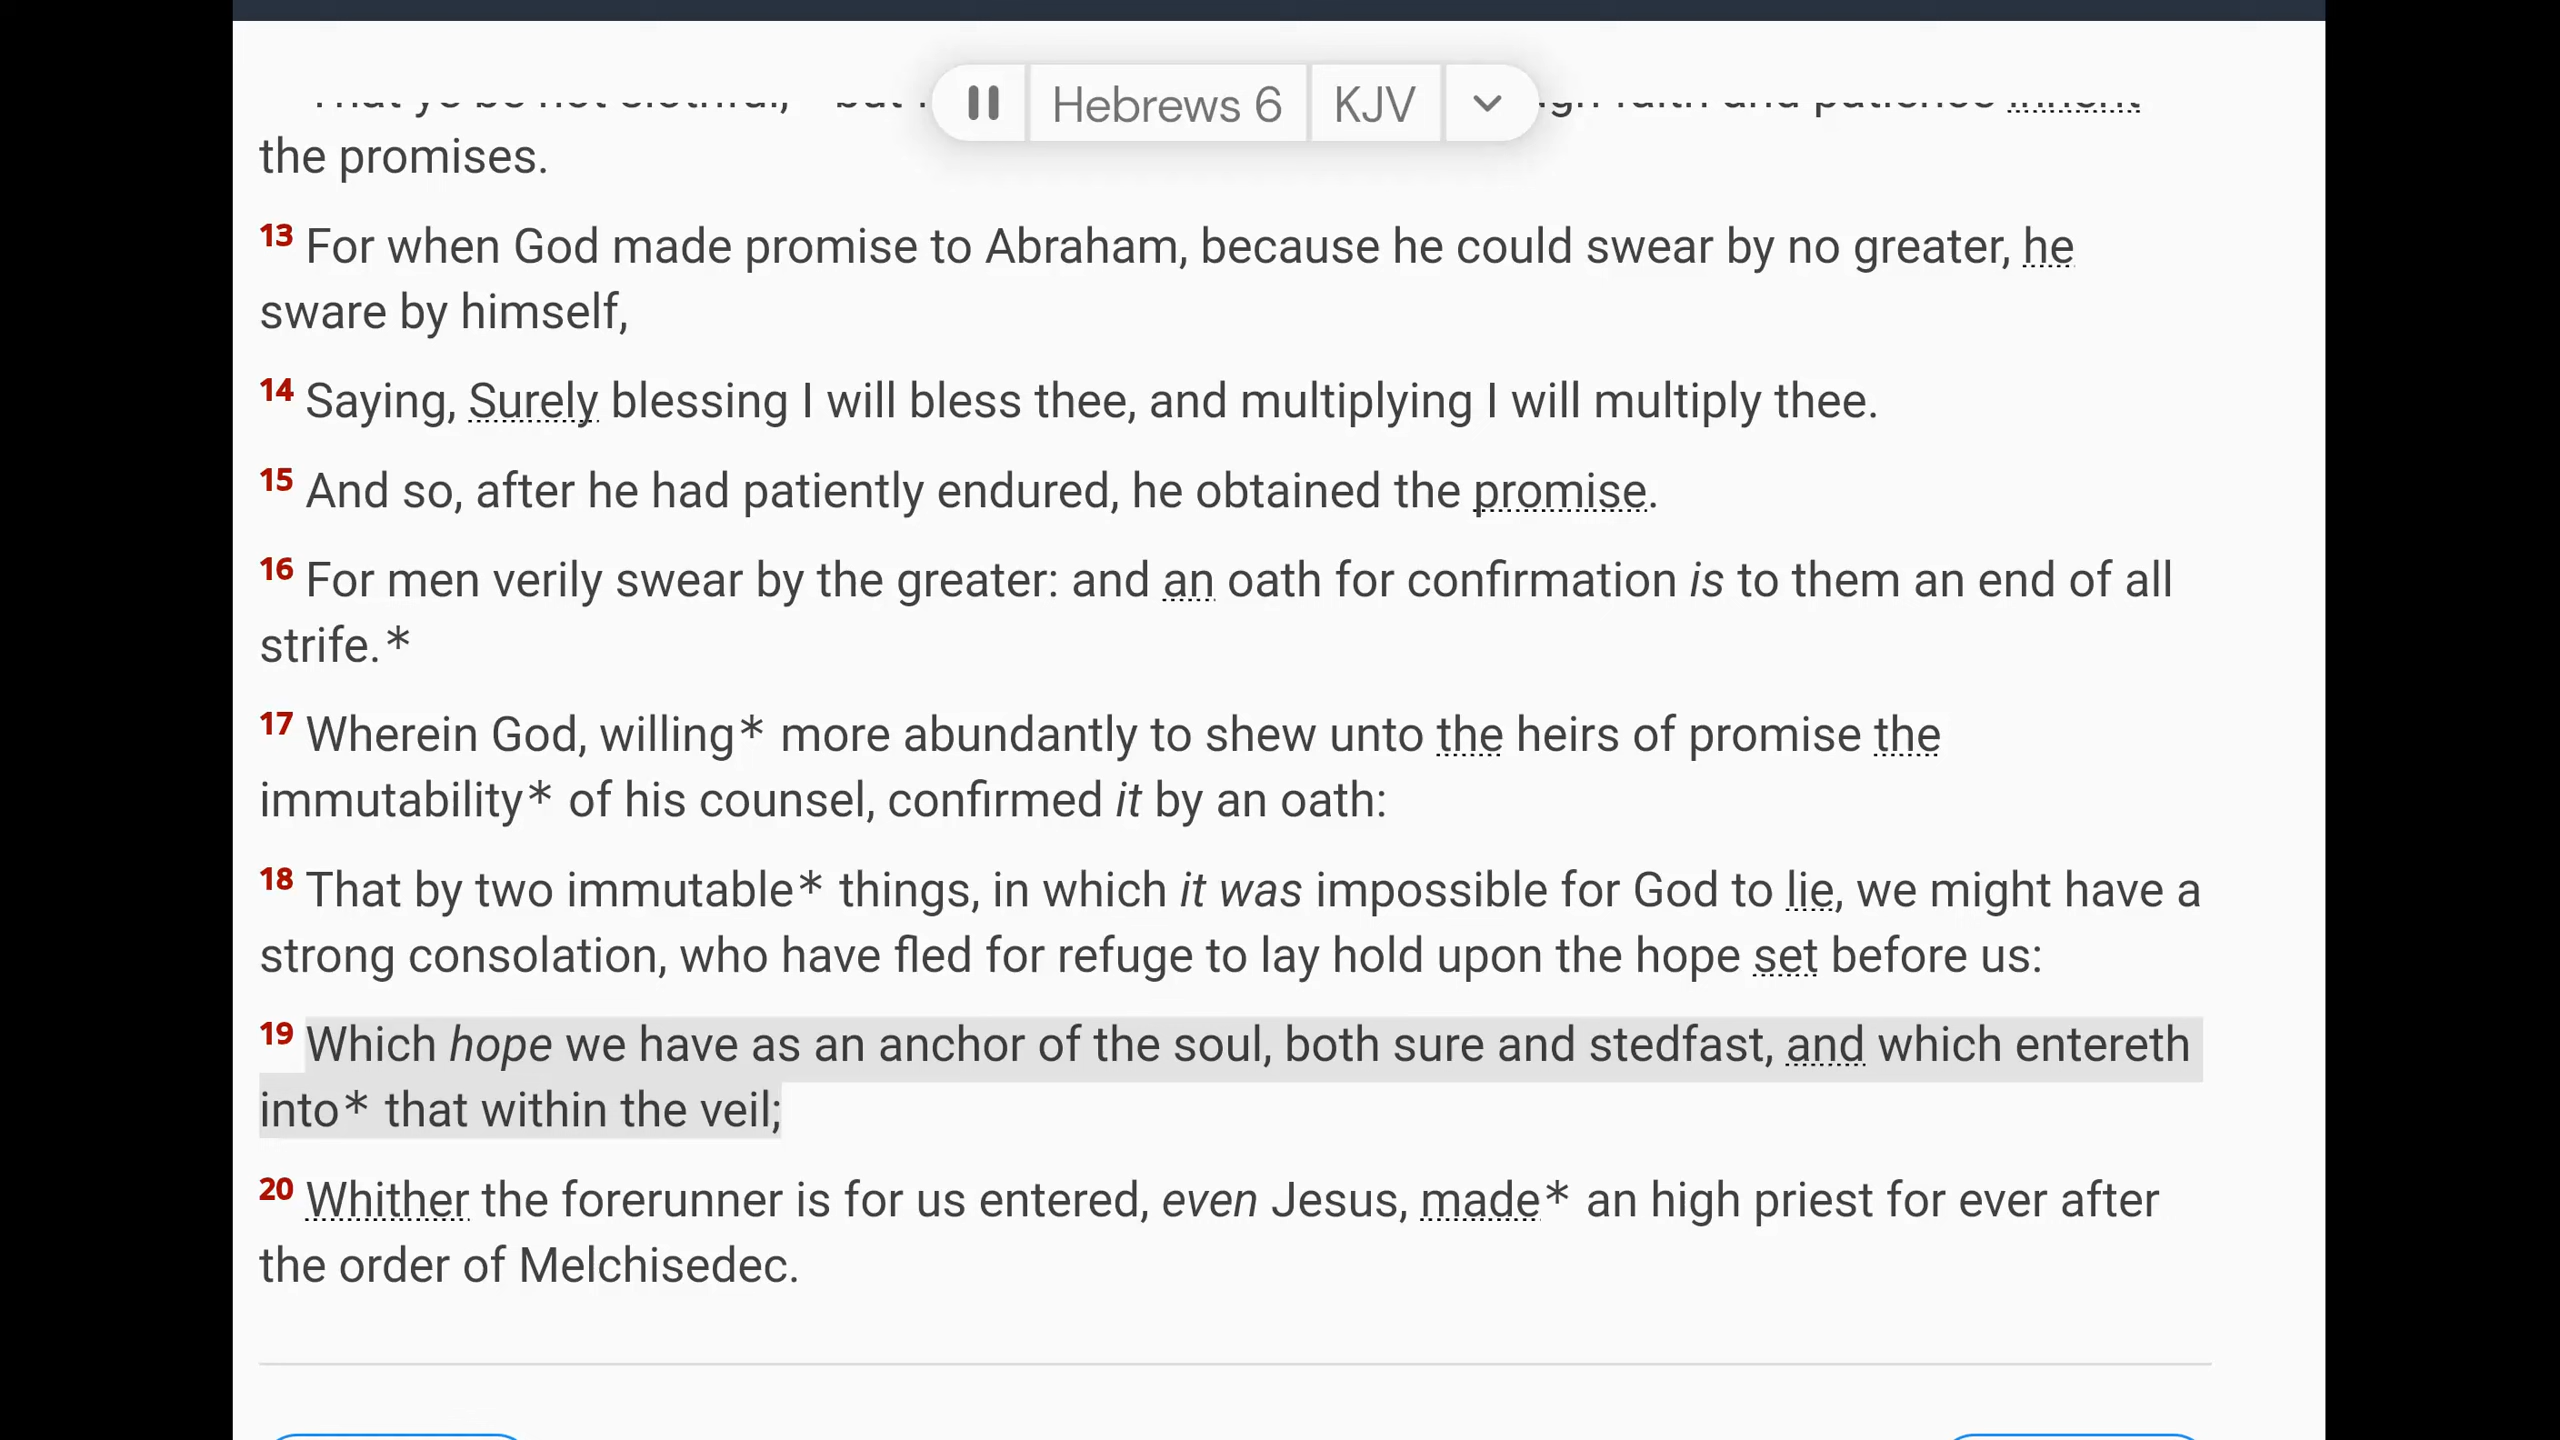 Hebrews 6 KJV
the promises.
13 For when God made promise to Abraham, because he could swear by no greater, he
sware by himself,
14 Saying, Surely blessing I will bless thee, and multiplying I will multiply thee.
15 And so, after he had patiently endured, he obtained the promise.
16 For men verily swear by the greater: and an oath for confirmation is to them an end of all
strife.*
17 Wherein God, willing* more abundantly to shew unto the heirs of promise the
immutability* of his counsel, confirmed it by an oath:
18 That by two immutable* things, in which it was impossible for God to lie, we might have a
strong consolation, who have fled for refuge to lay hold upon the hope set before us:
19 Which hope we have as an anchor of the soul, both sure and stedfast, and which entereth
into* that within the veil;
20 Whither the forerunner is for us entered, even Jesus, made* an high priest for ever after
the order of Melchisedec.